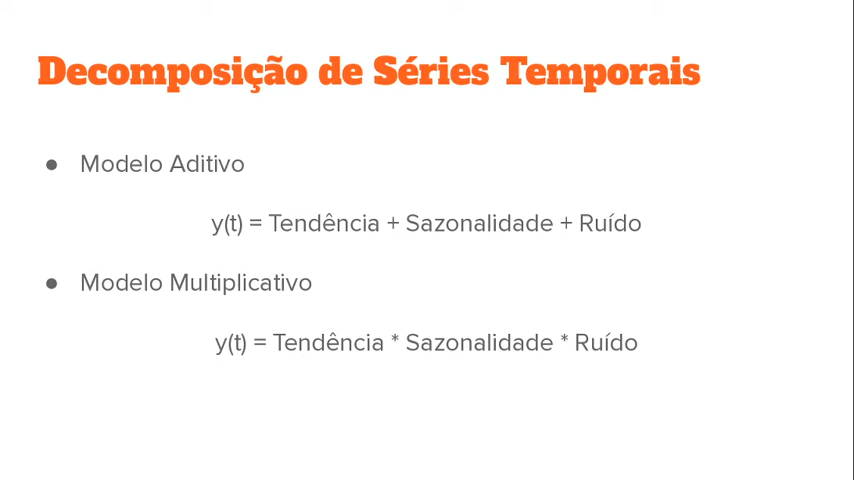 Decomposição de Séries Temporais
● Modelo Aditivo
y(t) = Tendência + Sazonalidade + Ruído
● Modelo Multiplicativo
y(t) = Tendência * Sazonalidade * Ruído